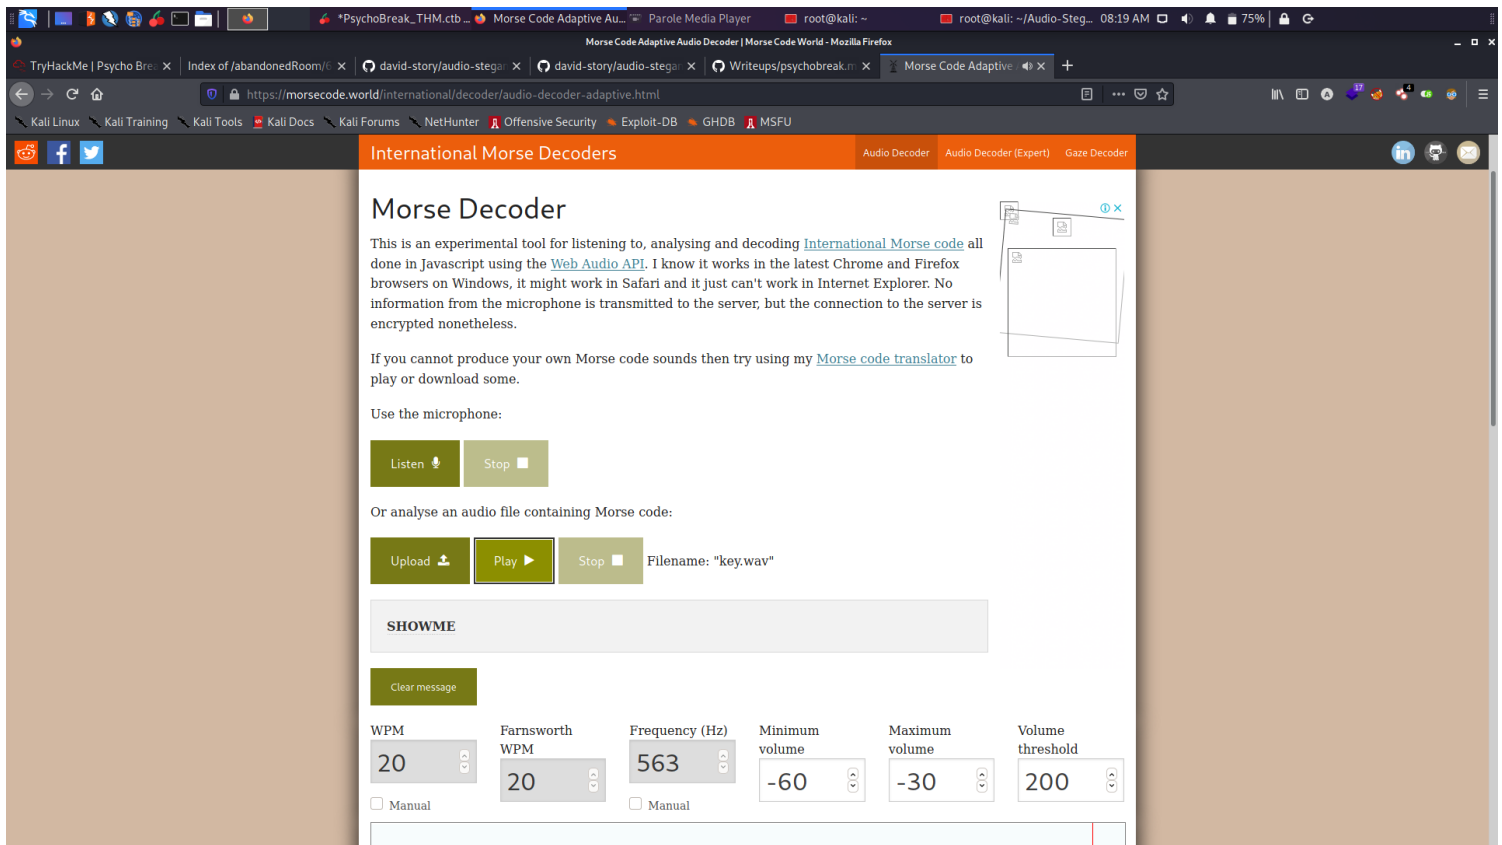 *PsychoBreak_THM.ctb ... Morse Code Adaptive Au... Parole Media Player root@kali: ~ root@kali: ~/Audio-Steg... 08:19 AM 75%
Morse Code Adaptive Audio Decoder | Morse Code World - Mozilla Firefox
TryHackMe | Psycho Brea Index of /abandonedRoom/6 david-story/audio-stegan david-story/audio-stegan Writeups/psychobreak.m Morse Code Adaptive
https://morsecode.world/international/decoder/audio-decoder-adaptive.html 17 4
Kali Linux Kali Training Kali Tools Kali Docs Kali Forums NetHunter Offensive Security Exploit-DB GHDB MSFU
International Morse Decoders Audio Decoder Audio Decoder (Expert) Gaze Decoder
Morse Decoder
This is an experimental tool for listening to, analysing and decoding International Morse code all
done in Javascript using the Web Audio API. I know it works in the latest Chrome and Firefox
browsers on Windows, it might work in Safari and it just can't work in Internet Explorer. No
information from the microphone is transmitted to the server, but the connection to the server is
encrypted nonetheless.
If you cannot produce your own Morse code sounds then try using my Morse code translator to
play or download some.
Use the microphone:
Listen Stop
Or analyse an audio file containing Morse code:
Upload Play Stop Filename: "key.wav"
SHOWME
Clear message
WPM Farnsworth WPM Frequency (Hz) Minimum volume Maximum volume Volume threshold
20 20 563 -60 -30 200
Manual Manual